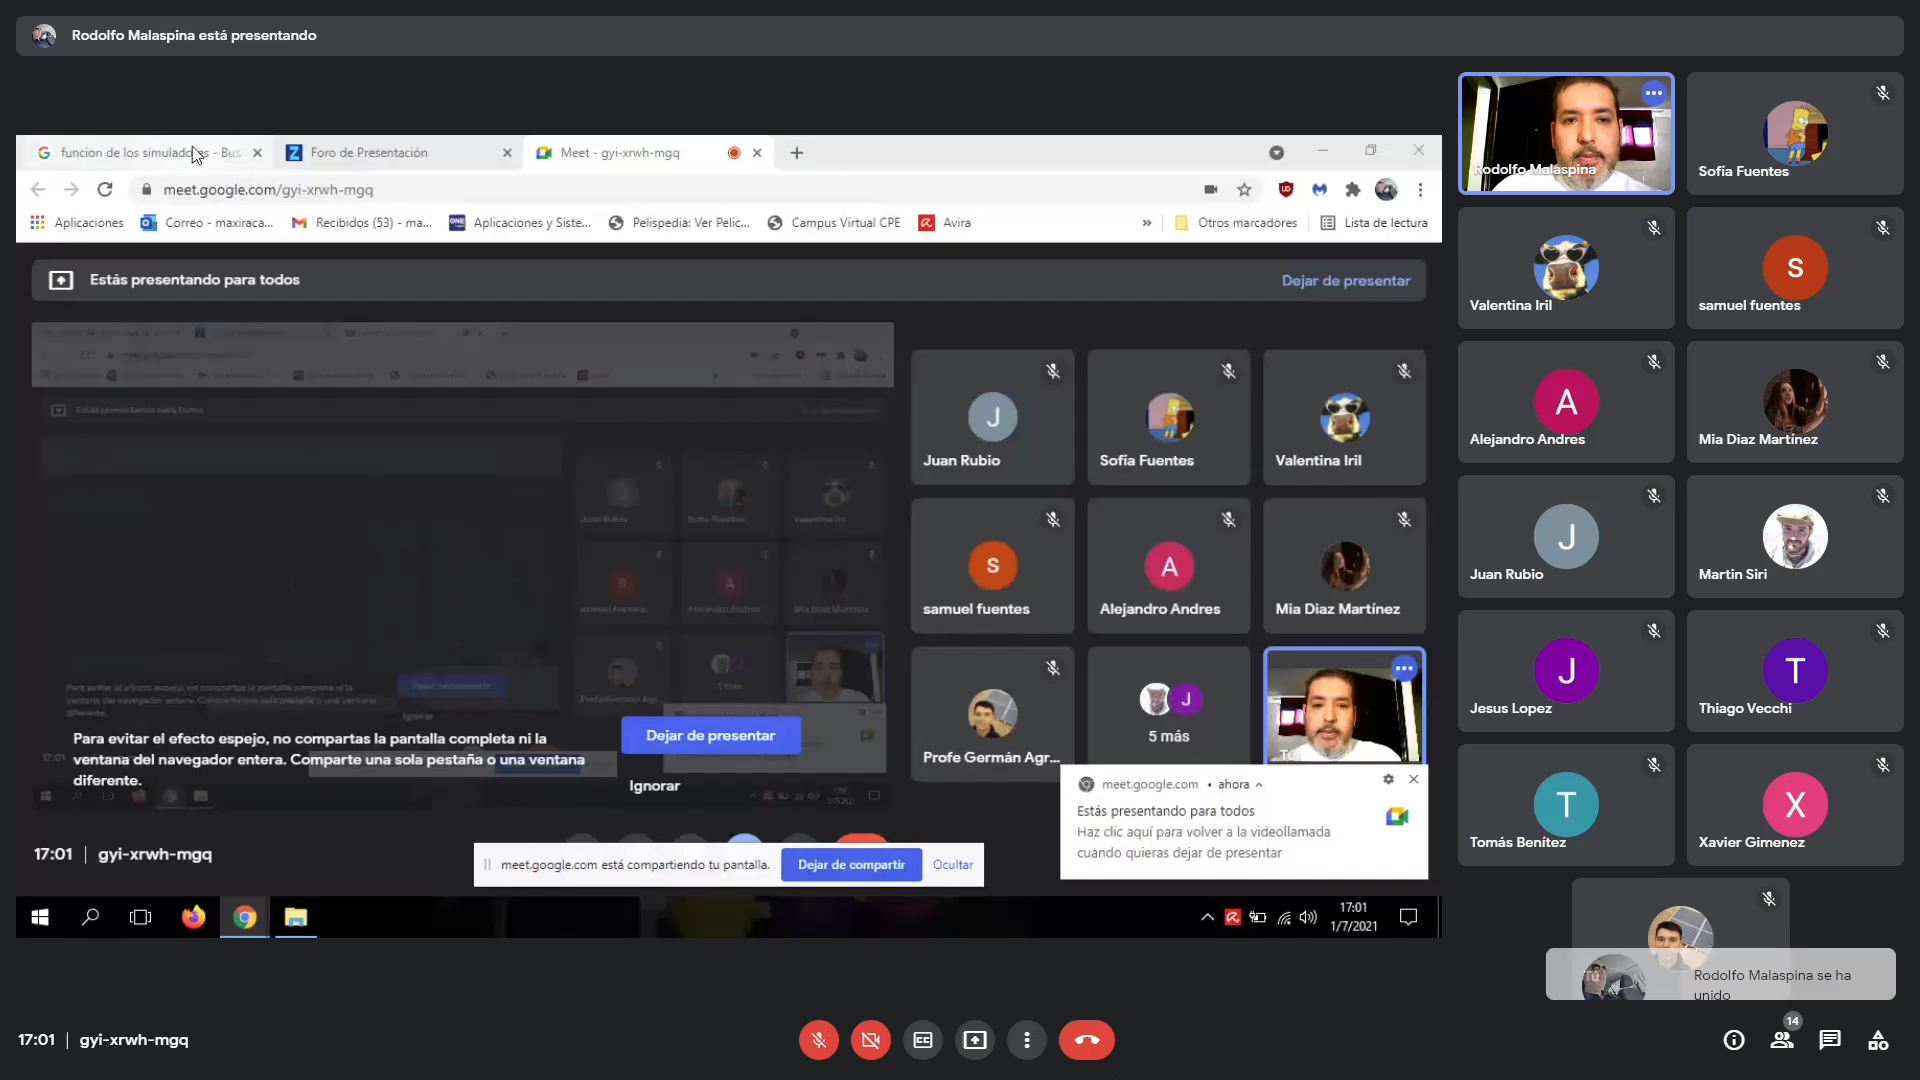 Rodolfo Malaspina está presentando
funcion de los simuladores - Bus
Foro de Presentación
Meet - gyi-xrwh-mgq
meet.google.com/gyi-xrwh-mgq
Aplicaciones
Correo - maxiraca...
Recibidos (53) - ma...
Aplicaciones y Siste...
Pelispedia: Ver Pelic...
Campus Virtual CPE
Avira
»
Otros marcadores
Lista de lectura
Estás presentando para todos
Dejar de presentar
Juan Rubio
Sofía Fuentes
Valentina Iril
samuel fuentes
Alejandro Andres
Mia Diaz Martínez
Profe Germán Agr...
5 más
Para evitar el efecto espejo, no compartas la pantalla completa ni la
ventana del navegador entera. Comparte una sola pestaña o una ventana
diferente.
Dejar de presentar
Ignorar
meet.google.com • ahora
Estás presentando para todos
Haz clic aquí para volver a la videollamada
cuando quieras dejar de presentar
17:01 | gyi-xrwh-mgq
meet.google.com está compartiendo tu pantalla.
Dejar de compartir
Ocultar
17:01
1/7/2021
Rodolfo Malaspina
Sofía Fuentes
Valentina Iril
S
samuel fuentes
A
Alejandro Andres
Mia Diaz Martínez
J
Juan Rubio
Martin Siri
J
Jesus Lopez
T
Thiago Vecchi
T
Tomás Benítez
X
Xavier Gimenez
Rodolfo Malaspina se ha
unido
17:01 | gyi-xrwh-mgq
14